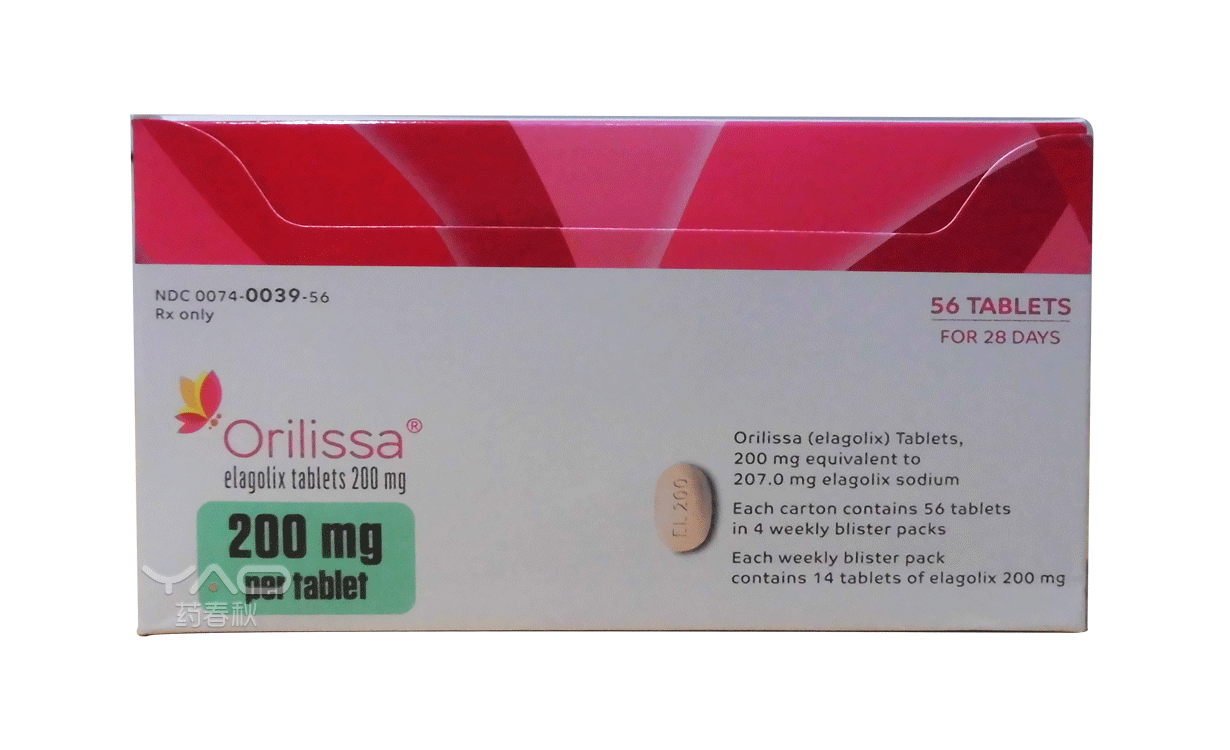 NDC 0074-0039-56
Rx only
56 TABLETS
FOR 28 DAYS
Orilissa®
elagolix tablets 200 mg
200 mg
per tablet
YAO
药春秋
EL 200
Orilissa (elagolix) Tablets,
200 mg equivalent to
207.0 mg elagolix sodium
Each carton contains 56 tablets
in 4 weekly blister packs
Each weekly blister pack
contains 14 tablets of elagolix 200 mg